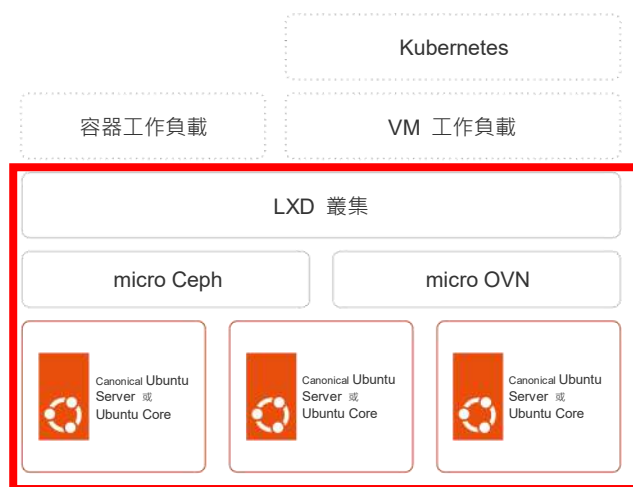 Kubernetes
容器工作負載
VM 工作負載
LXD 叢集
micro Ceph
micro OVN
Canonical Ubuntu
Server 或
Ubuntu Core
Canonical Ubuntu
Server 或
Ubuntu Core
Canonical Ubuntu
Server 或
Ubuntu Core